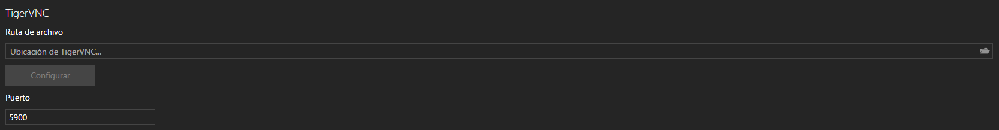 TigerVNC
Ruta de archivo
Ubicación de TigerVNC...
Configurar
Puerto
5900